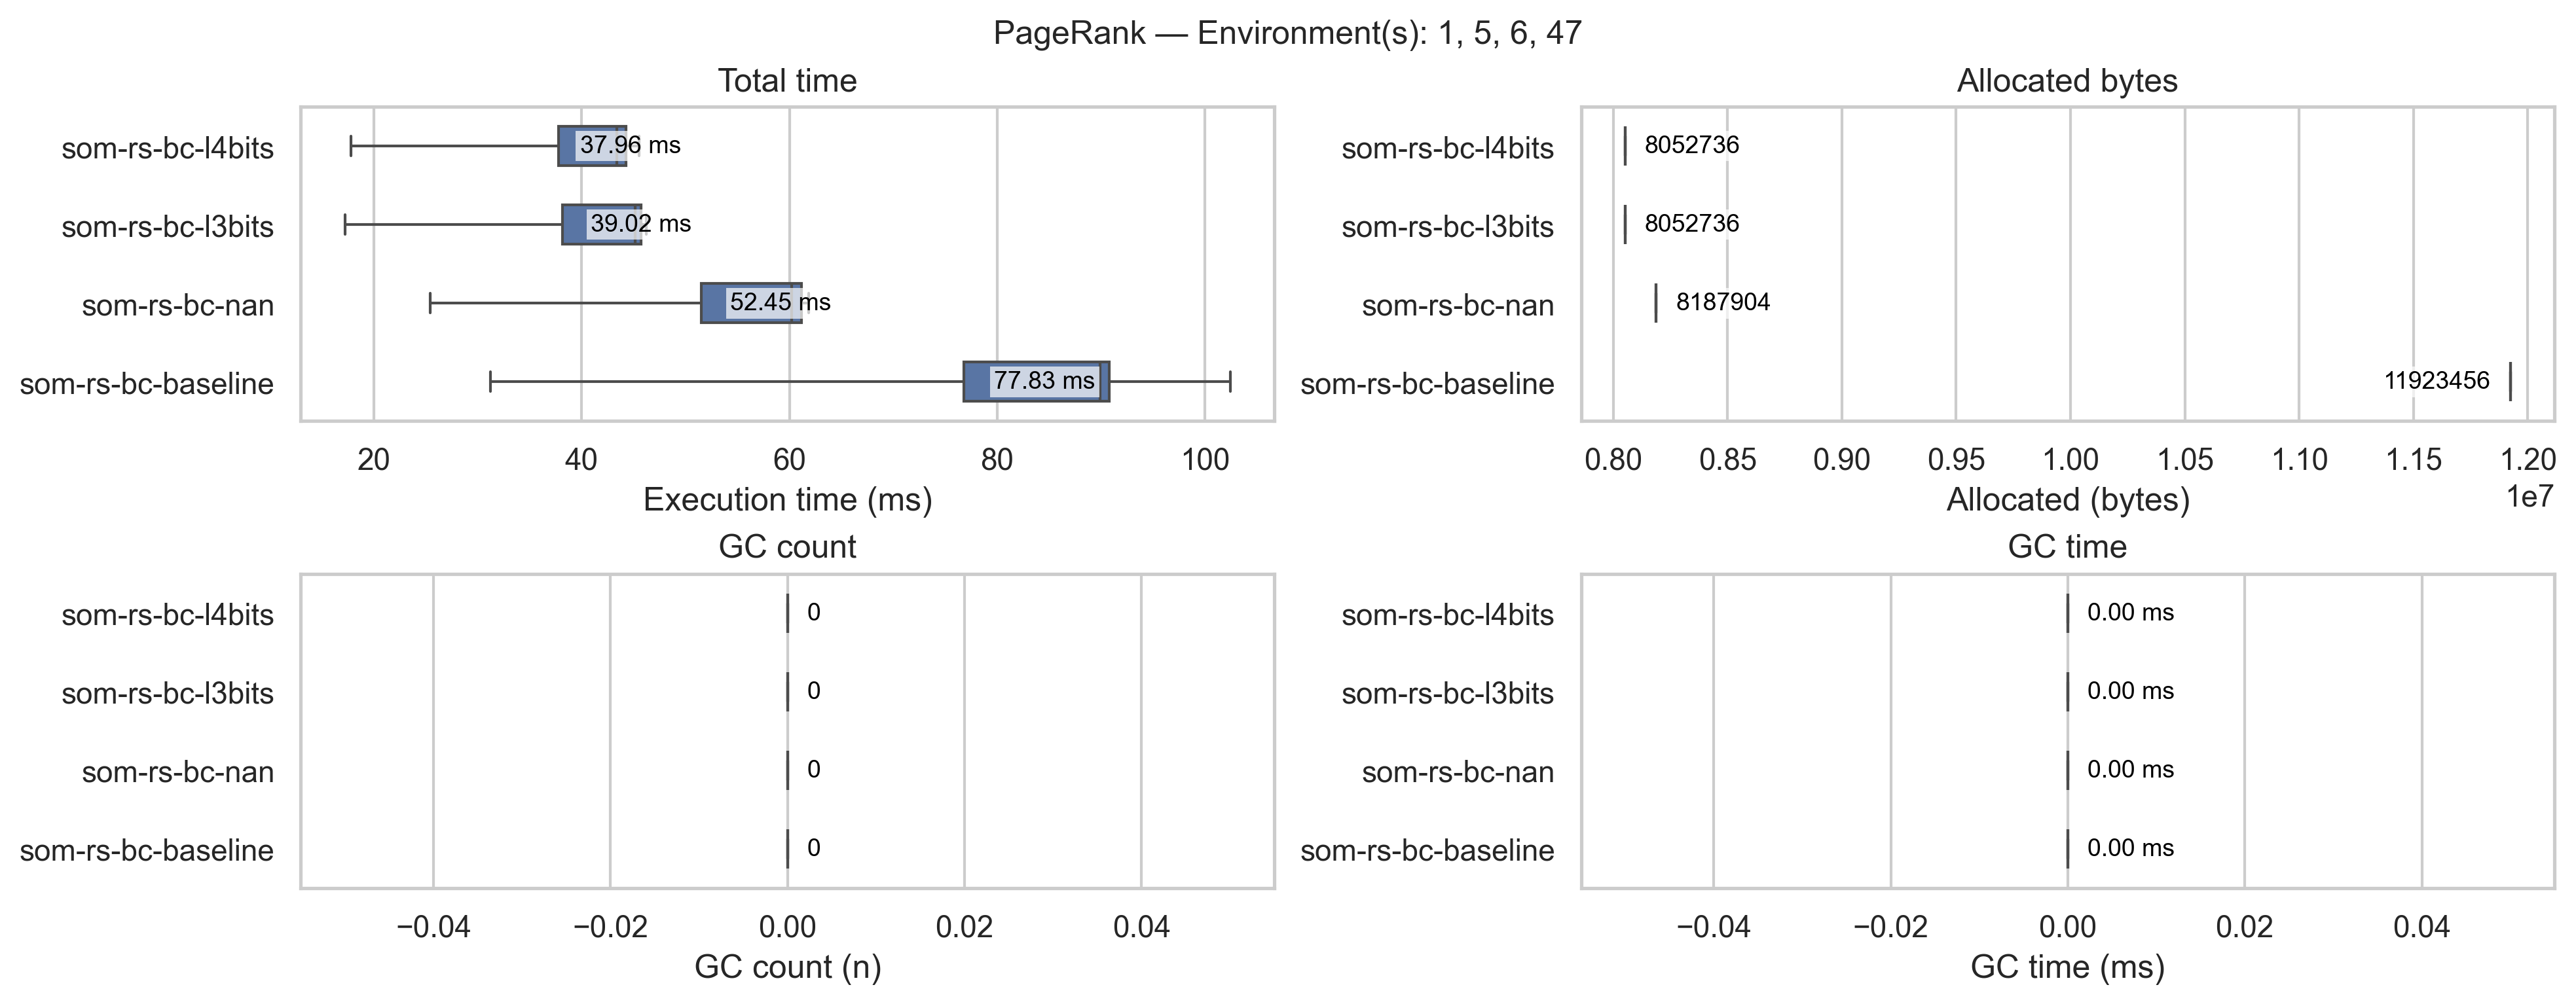 PageRank — Environment(s): 1, 5, 6, 47
Total time
som-rs-bc-l4bits
37.96 ms
som-rs-bc-l3bits
39.02 ms
som-rs-bc-nan
52.45 ms
som-rs-bc-baseline
77.83 ms
20 40 60 80 100
Execution time (ms)
Allocated bytes
som-rs-bc-l4bits
8052736
som-rs-bc-l3bits
8052736
som-rs-bc-nan
8187904
som-rs-bc-baseline
11923456
0.80 0.85 0.90 0.95 1.00 1.05 1.10 1.15 1.20
1e7
Allocated (bytes)
GC count
som-rs-bc-l4bits
0
som-rs-bc-l3bits
0
som-rs-bc-nan
0
som-rs-bc-baseline
0
−0.04 −0.02 0.00 0.02 0.04
GC count (n)
GC time
som-rs-bc-l4bits
0.00 ms
som-rs-bc-l3bits
0.00 ms
som-rs-bc-nan
0.00 ms
som-rs-bc-baseline
0.00 ms
−0.04 −0.02 0.00 0.02 0.04
GC time (ms)